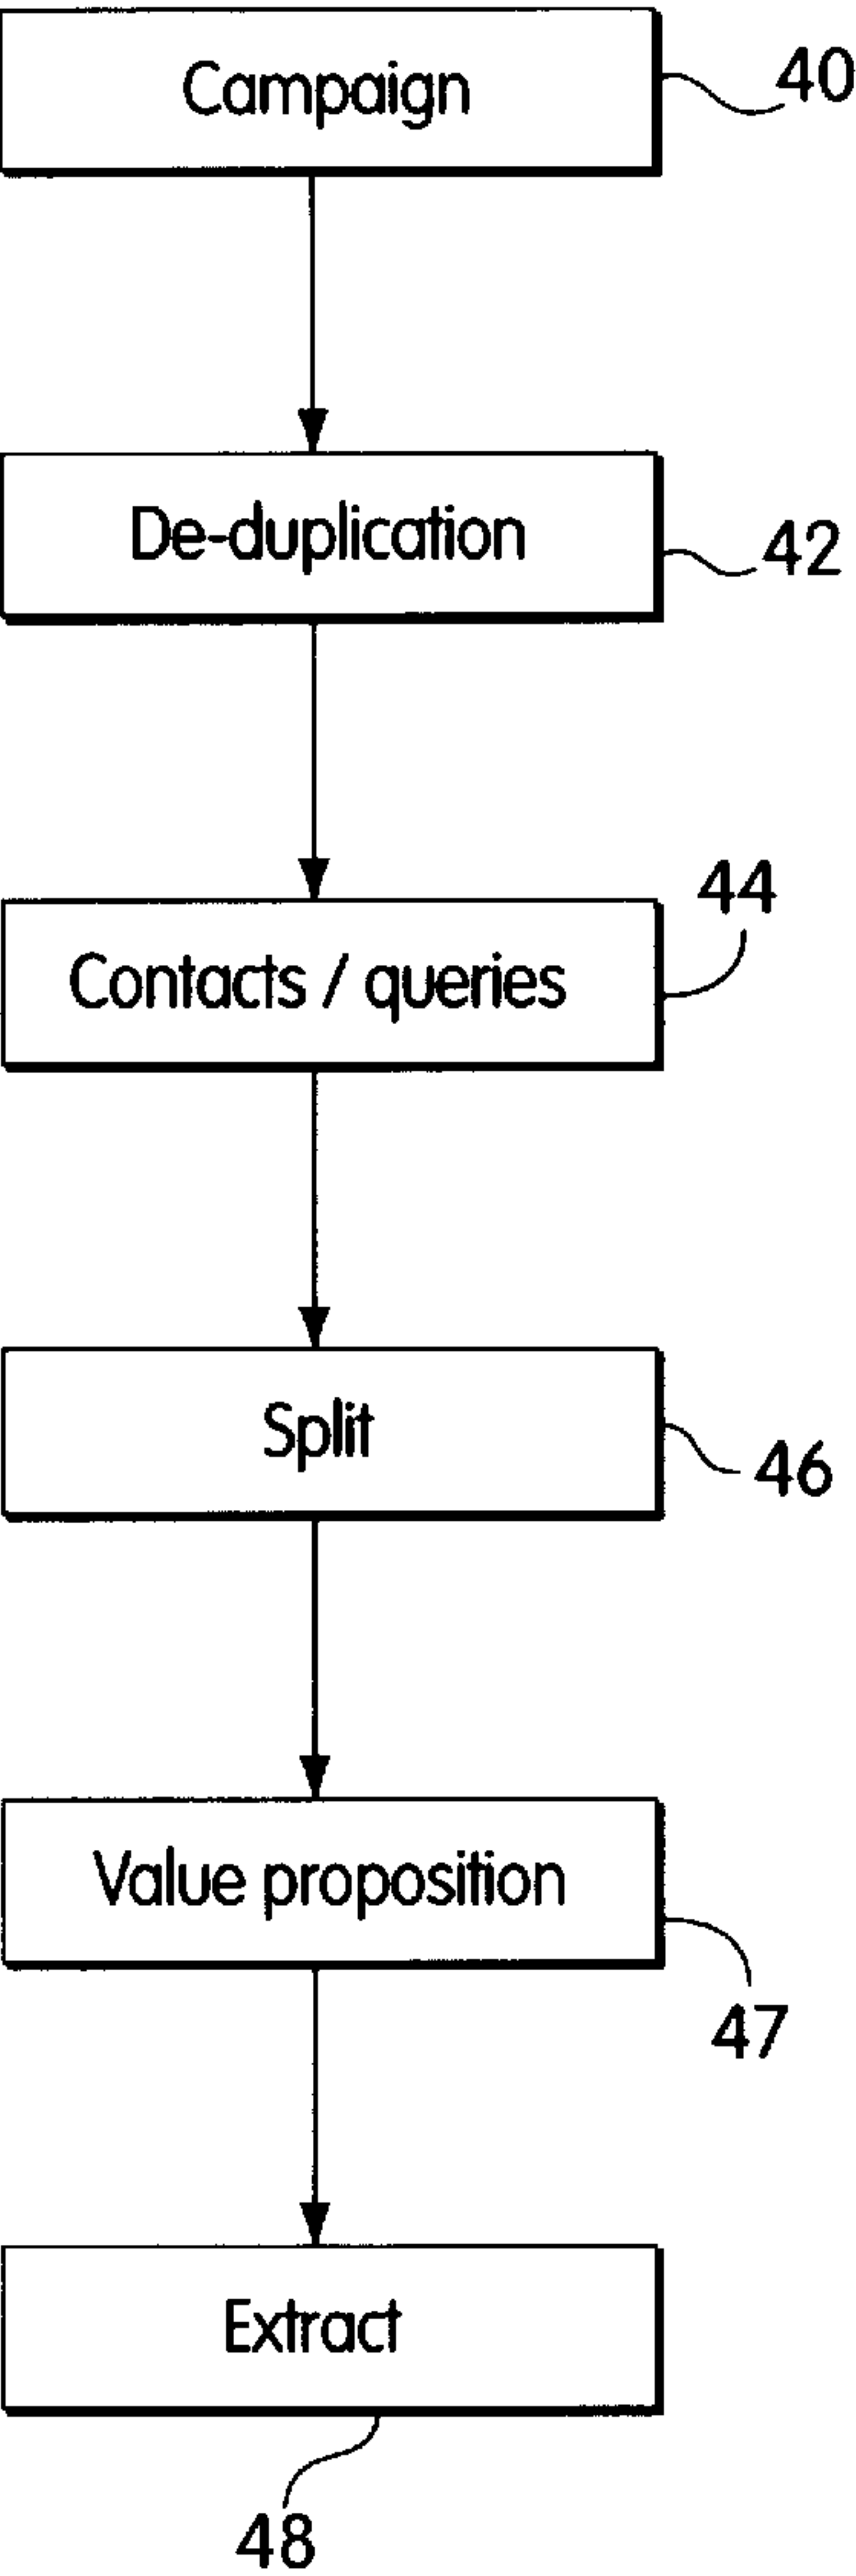 Campaign
40
De-duplication
42
44
Contacts / queries
Split
46
Value proposition
47
Extract
48